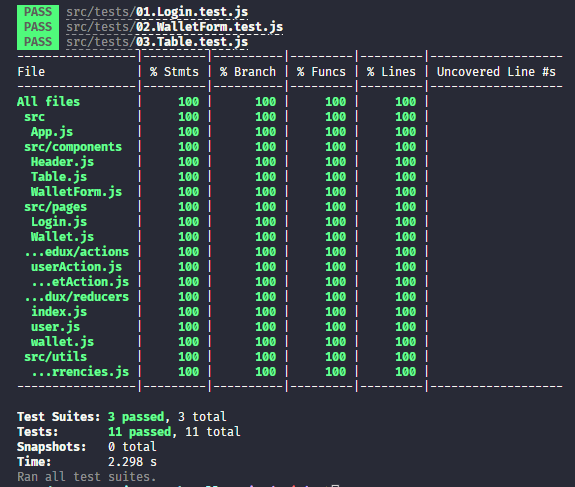 PASS src/tests/01.Login.test.js
PASS src/tests/02.WalletForm.test.js
PASS src/tests/03.Table.test.js
-----------------|---------|----------|---------|---------|-------------------
File             | % Stmts | % Branch | % Funcs | % Lines | Uncovered Line #s
-----------------|---------|----------|---------|---------|-------------------
All files        |     100 |      100 |     100 |     100 |
 src             |     100 |      100 |     100 |     100 |
  App.js         |     100 |      100 |     100 |     100 |
 src/components  |     100 |      100 |     100 |     100 |
  Header.js      |     100 |      100 |     100 |     100 |
  Table.js       |     100 |      100 |     100 |     100 |
  WalletForm.js  |     100 |      100 |     100 |     100 |
 src/pages       |     100 |      100 |     100 |     100 |
  Login.js       |     100 |      100 |     100 |     100 |
  Wallet.js      |     100 |      100 |     100 |     100 |
 ...edux/actions |     100 |      100 |     100 |     100 |
  userAction.js  |     100 |      100 |     100 |     100 |
  ...etAction.js |     100 |      100 |     100 |     100 |
 ...dux/reducers |     100 |      100 |     100 |     100 |
  index.js       |     100 |      100 |     100 |     100 |
  user.js        |     100 |      100 |     100 |     100 |
  wallet.js      |     100 |      100 |     100 |     100 |
 src/utils       |     100 |      100 |     100 |     100 |
  ...rrencies.js |     100 |      100 |     100 |     100 |
-----------------|---------|----------|---------|---------|-------------------
Test Suites: 3 passed, 3 total
Tests:       11 passed, 11 total
Snapshots:   0 total
Time:        2.298 s
Ran all test suites.